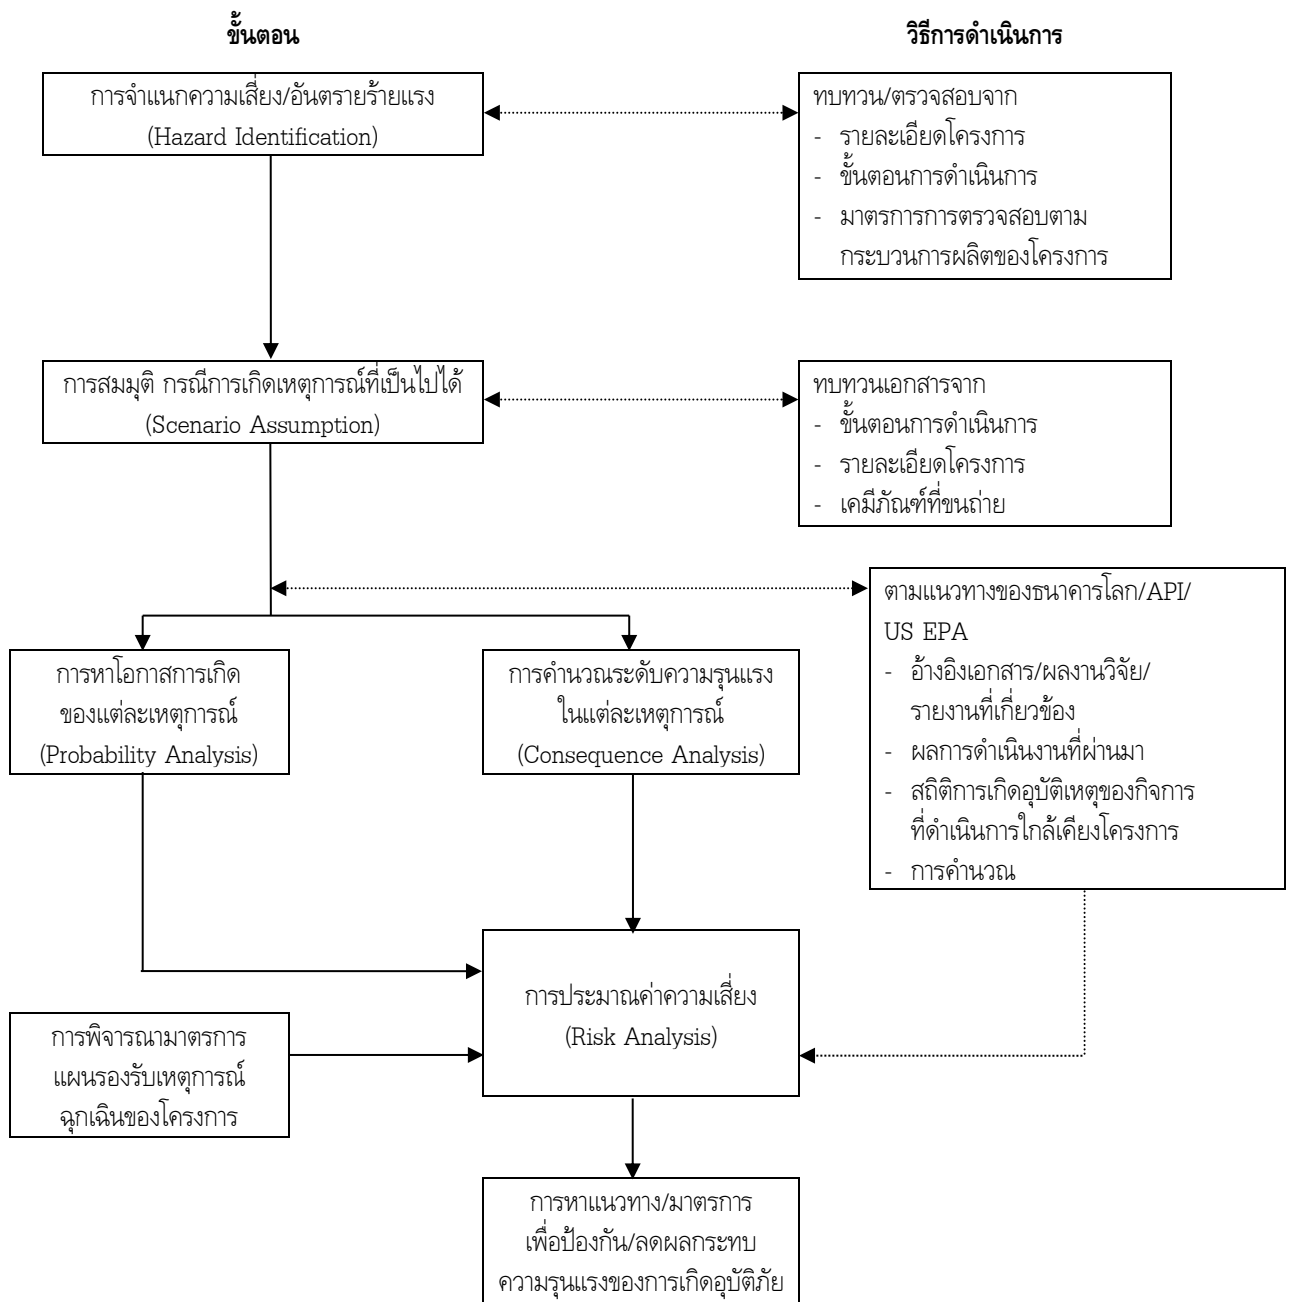 ขั้นตอน
วิธีการดำเนินการ
การจำแนกความเสี่ยง/อันตรายร้ายแรง
(Hazard Identification)
ทบทวน/ตรวจสอบจาก
- รายละเอียดโครงการ
- ขั้นตอนการดำเนินการ
- มาตรการการตรวจสอบตาม
กระบวนการผลิตของโครงการ
การสมมุติ กรณีการเกิดเหตุการณ์ที่เป็นไปได้
(Scenario Assumption)
ทบทวนเอกสารจาก
- ขั้นตอนการดำเนินการ
- รายละเอียดโครงการ
- เคมีภัณฑ์ที่ขนถ่าย
ตามแนวทางของธนาคารโลก/API/
US EPA
- อ้างอิงเอกสาร/ผลงานวิจัย/
รายงานที่เกี่ยวข้อง
- ผลการดำเนินงานที่ผ่านมา
- สถิติการเกิดอุบัติเหตุของกิจการ
ที่ดำเนินการใกล้เคียงโครงการ
- การคำนวณ
การหาโอกาสการเกิด
ของแต่ละเหตุการณ์
(Probability Analysis)
การคำนวณระดับความรุนแรง
ในแต่ละเหตุการณ์
(Consequence Analysis)
การประมาณค่าความเสี่ยง
(Risk Analysis)
การพิจารณามาตรการ
แผนรองรับเหตุการณ์
ฉุกเฉินของโครงการ
การหาแนวทาง/มาตรการ
เพื่อป้องกัน/ลดผลกระทบ
ความรุนแรงของการเกิดอุบัติภัย